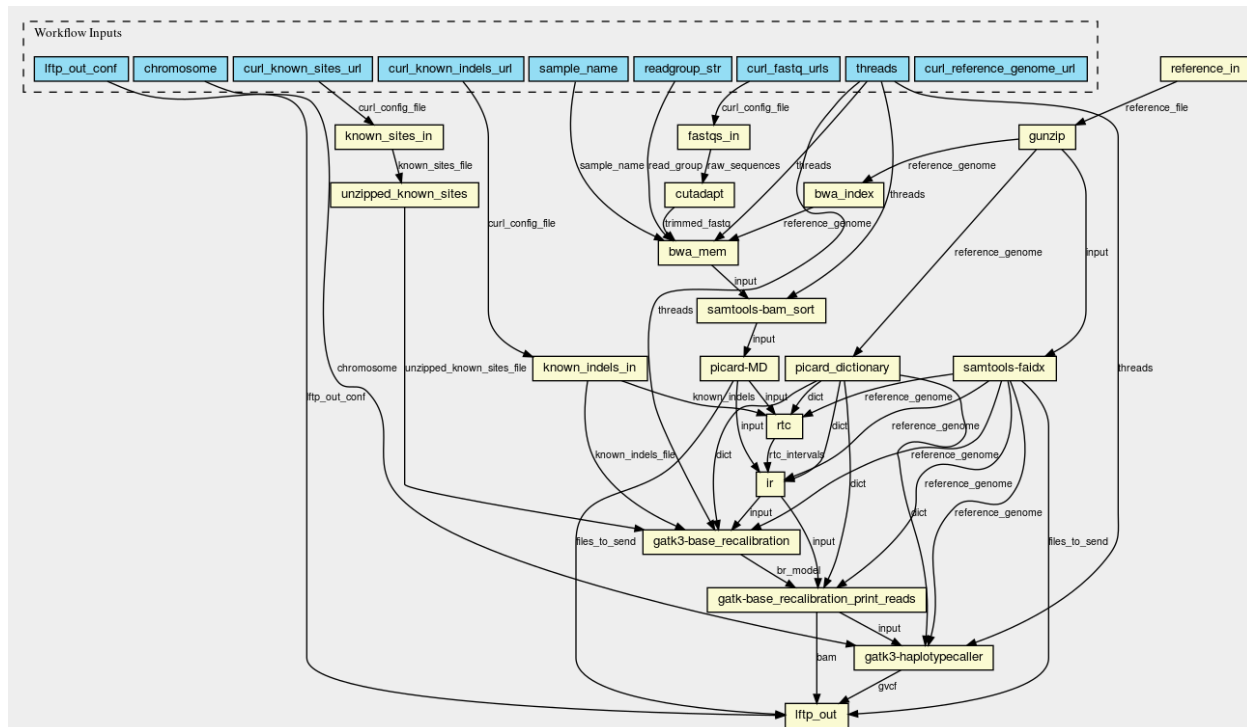 Workflow Inputs
lftp_out_conf
chromosome
curl_known_sites_url
curl_known_indels_url
sample_name
readgroup_str
curl_fastq_urls
threads
curl_reference_genome_url
reference_in
curl_config_file
curl_config_file
reference_file
known_sites_in
fastqs_in
gunzip
known_sites_file
sample_name
read_group
raw_sequences
threads
reference_genome
unzipped_known_sites
cutadapt
bwa_index
threads
curl_config_file
trimmed_fastq
reference_genome
bwa_mem
reference_genome
input
input
threads
samtools-bam_sort
input
chromosome
unzipped_known_sites_file
known_indels_in
picard-MD
picard_dictionary
samtools-faidx
threads
lftp_out_conf
known_indels
input
dict
reference_genome
rtc
input
dict
reference_genome
known_indels_file
rtc_intervals
dict
reference_genome
ir
dict
reference_genome
input
dict
reference_genome
gatk3-base_recalibration
files_to_send
input
files_to_send
br_model
gatk-base_recalibration_print_reads
input
bam
gatk3-haplotypecaller
gvcf
lftp_out